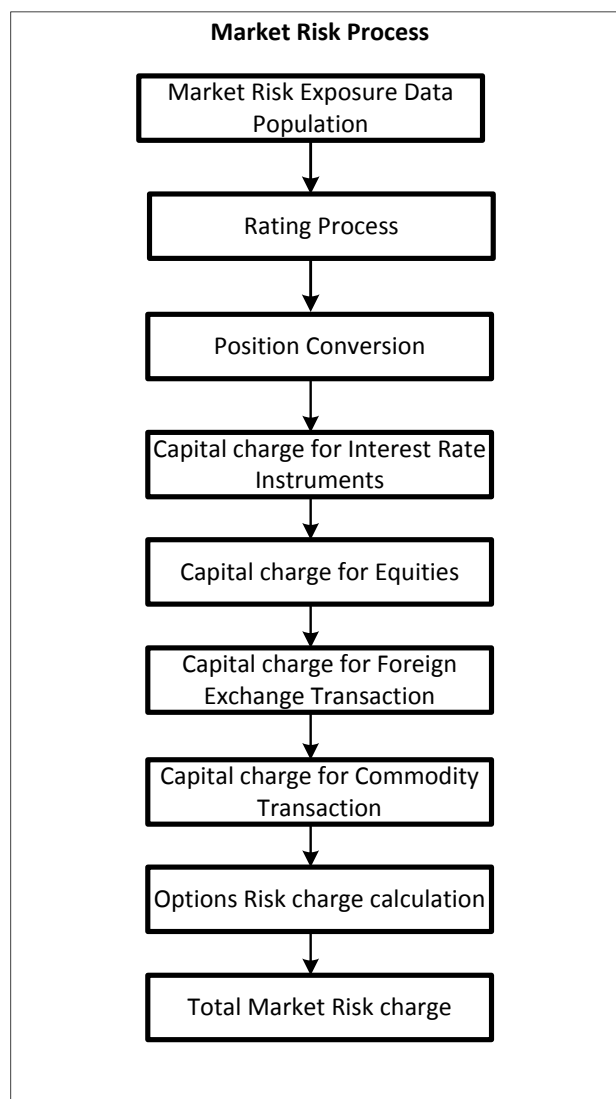 Market Risk Process
Market Risk Exposure Data
Population
Rating Process
Position Conversion
Capital charge for Interest Rate
Instruments
Capital charge for Equities
Capital charge for Foreign
Exchange Transaction
Capital charge for Commodity
Transaction
Options Risk charge calculation
Total Market Risk charge